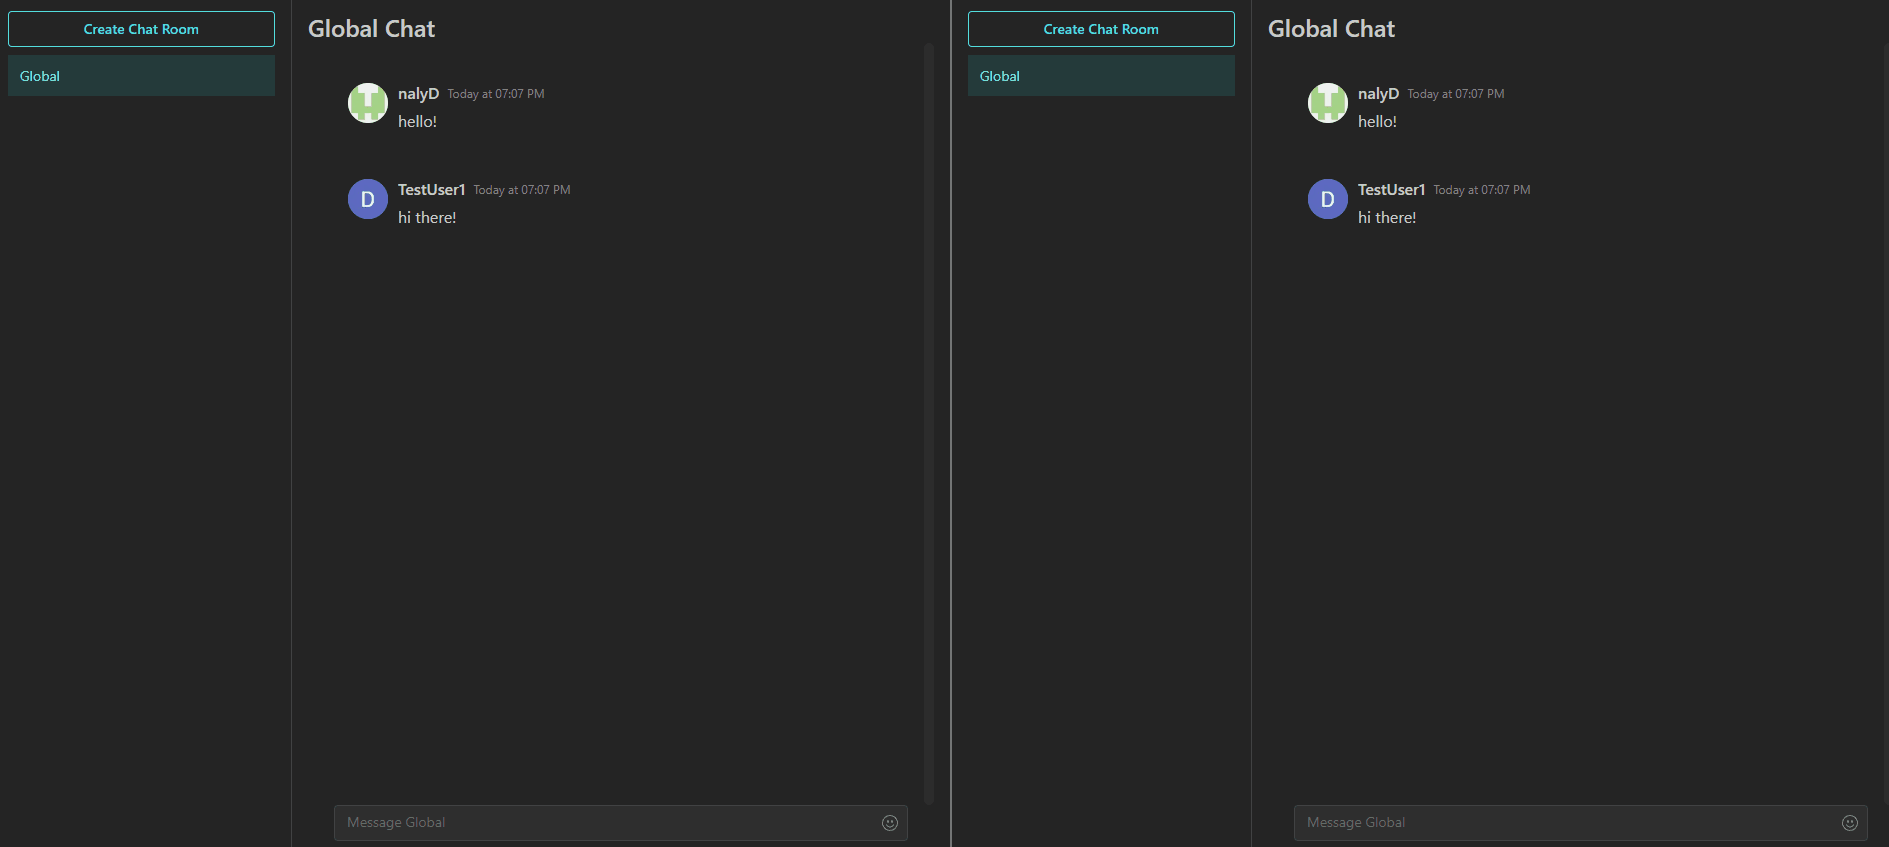 Create Chat Room
Global
Global Chat
nalyD Today at 07:07 PM
hello!
D
TestUser1 Today at 07:07 PM
hi there!
Message Global
Create Chat Room
Global
Global Chat
nalyD Today at 07:07 PM
hello!
D
TestUser1 Today at 07:07 PM
hi there!
Message Global